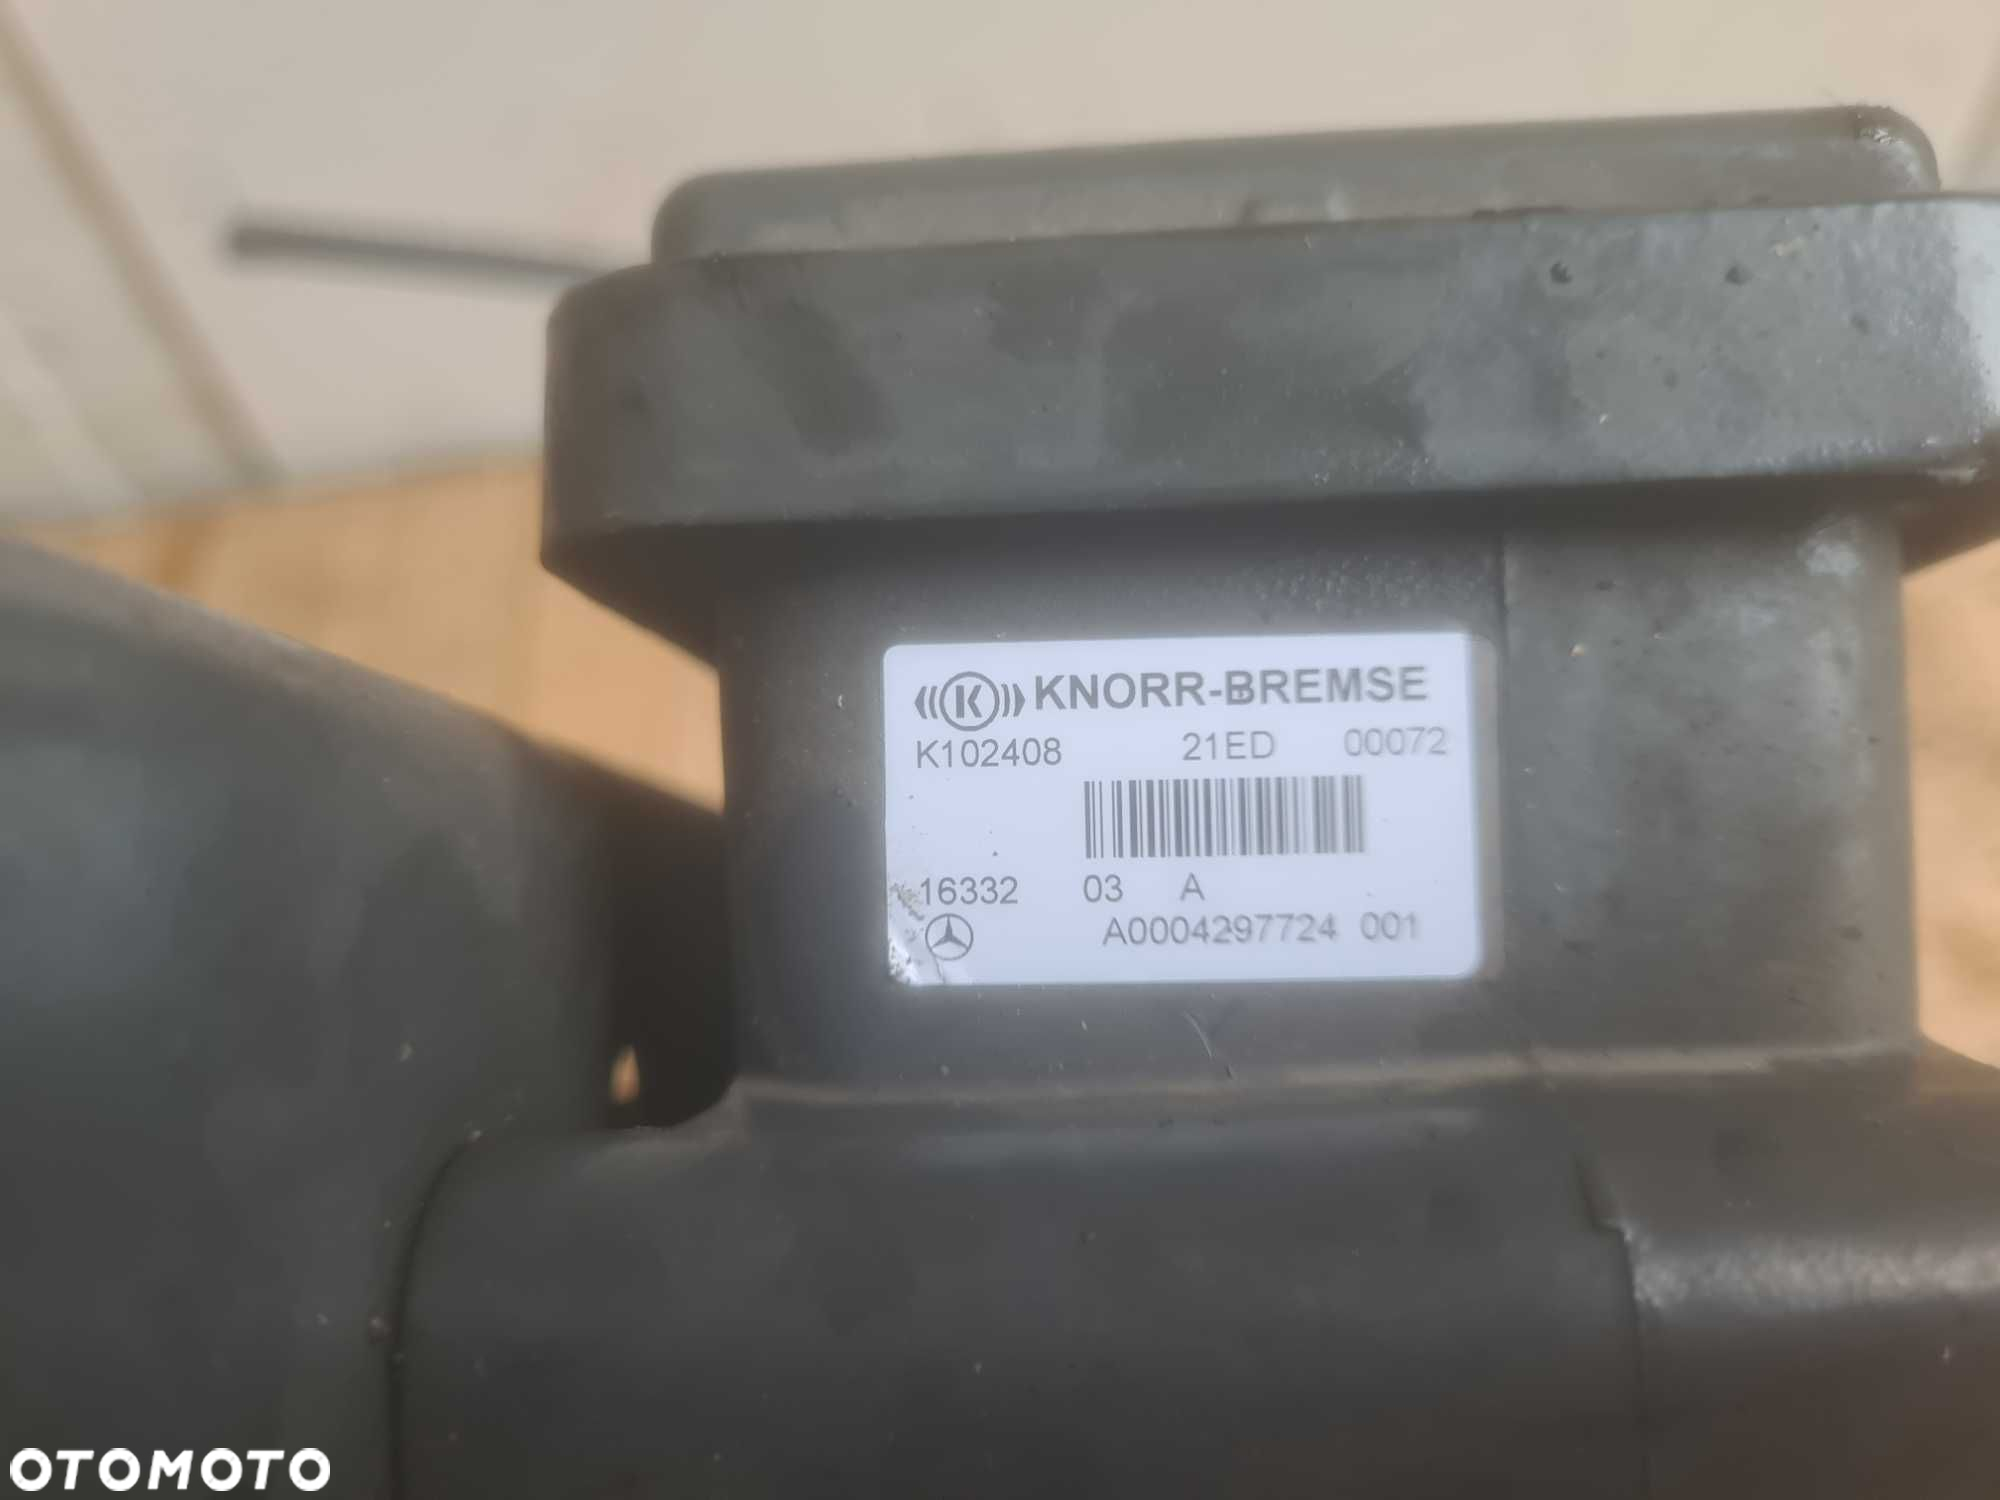 K KNORR-BREMSE
K102408 21ED 00072
16332 03 A
A0004297724 001
OTOMOTO